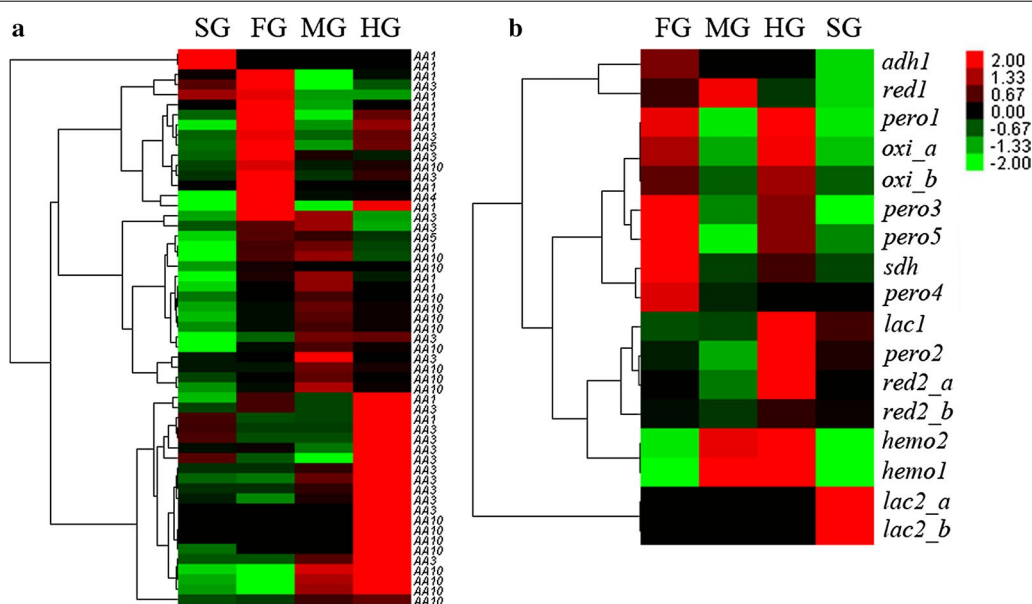 a
SG FG MG HG
AA1
AA1
AA1
AA3
AA1
AA1
AA1
AA1
AA3
AA5
AA3
AA10
AA3
AA1
AA4
AA1
AA3
AA3
AA5
AA1
AA10
AA10
AA1
AA1
AA10
AA10
AA10
AA10
AA3
AA10
AA3
AA10
AA10
AA10
AA1
AA3
AA1
AA3
AA3
AA3
AA3
AA3
AA3
AA3
AA3
AA3
AA10
AA10
AA10
AA10
AA3
AA10
AA10
AA10
AA10
b
FG MG HG SG
adh1
red1
pero1
oxi_a
oxi_b
pero3
pero5
sdh
pero4
lac1
pero2
red2_a
red2_b
hemo2
hemo1
lac2_a
lac2_b
2.00
1.33
0.67
0.00
-0.67
-1.33
-2.00